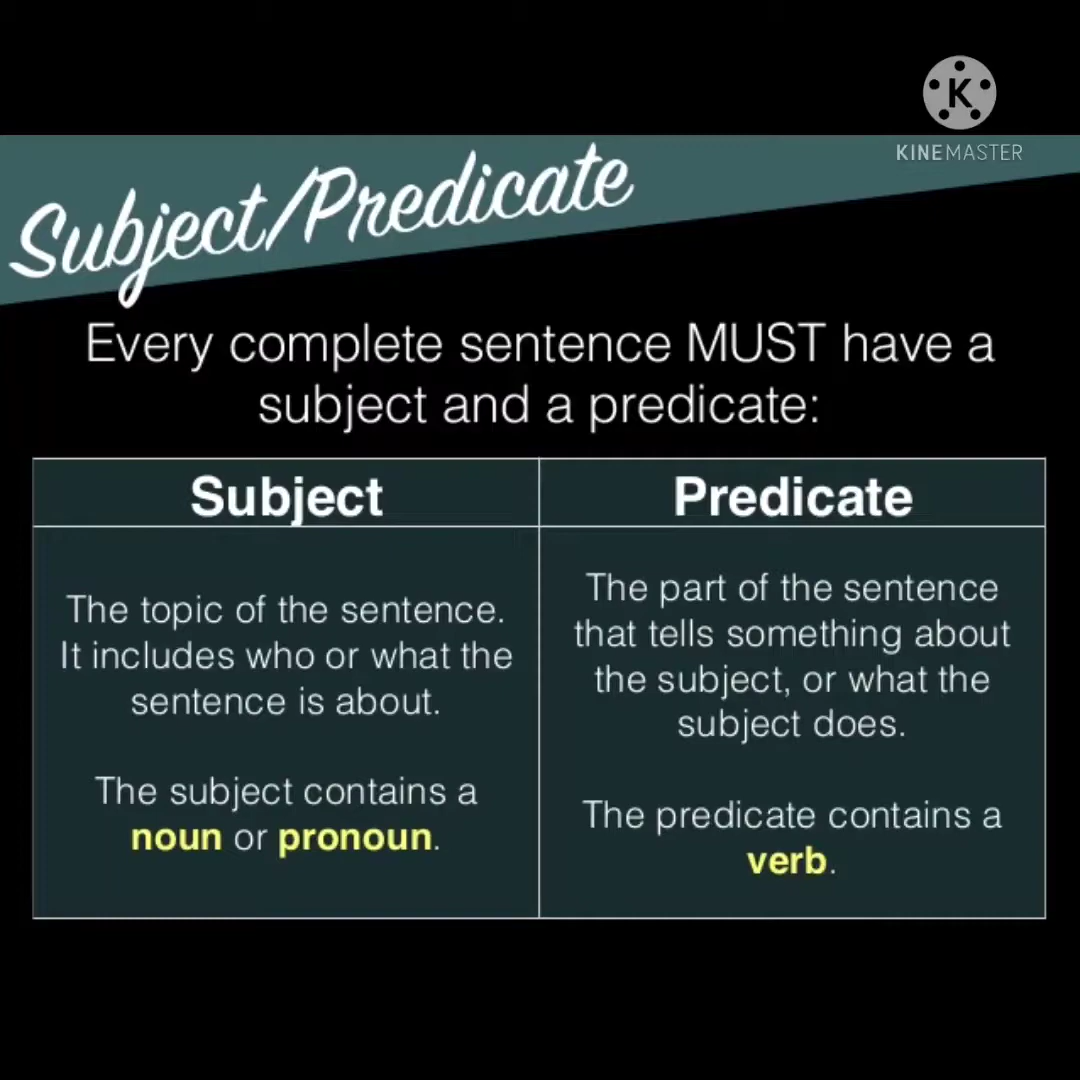 K
KINEMASTER
Subject/Predicate
Every complete sentence MUST have a
subject and a predicate:
Subject
The topic of the sentence.
It includes who or what the
sentence is about.
The subject contains a
noun or pronoun.
Predicate
The part of the sentence
that tells something about
the subject, or what the
subject does.
The predicate contains a
verb.